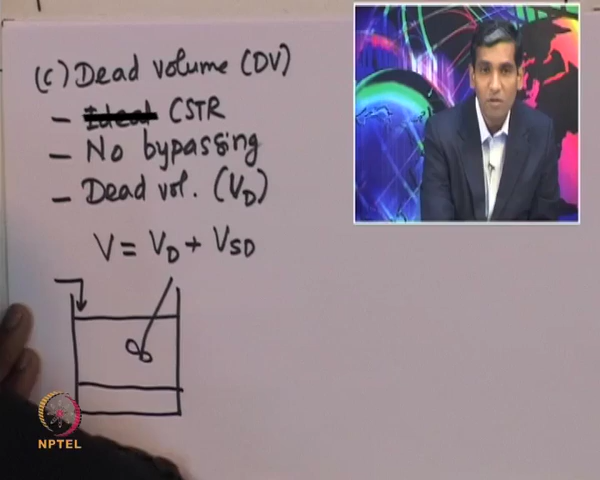 (c) Dead volume (DV)
- Ideal CSTR
- No bypassing
- Dead vol. (VD)
V = VD + VSD
NPTEL